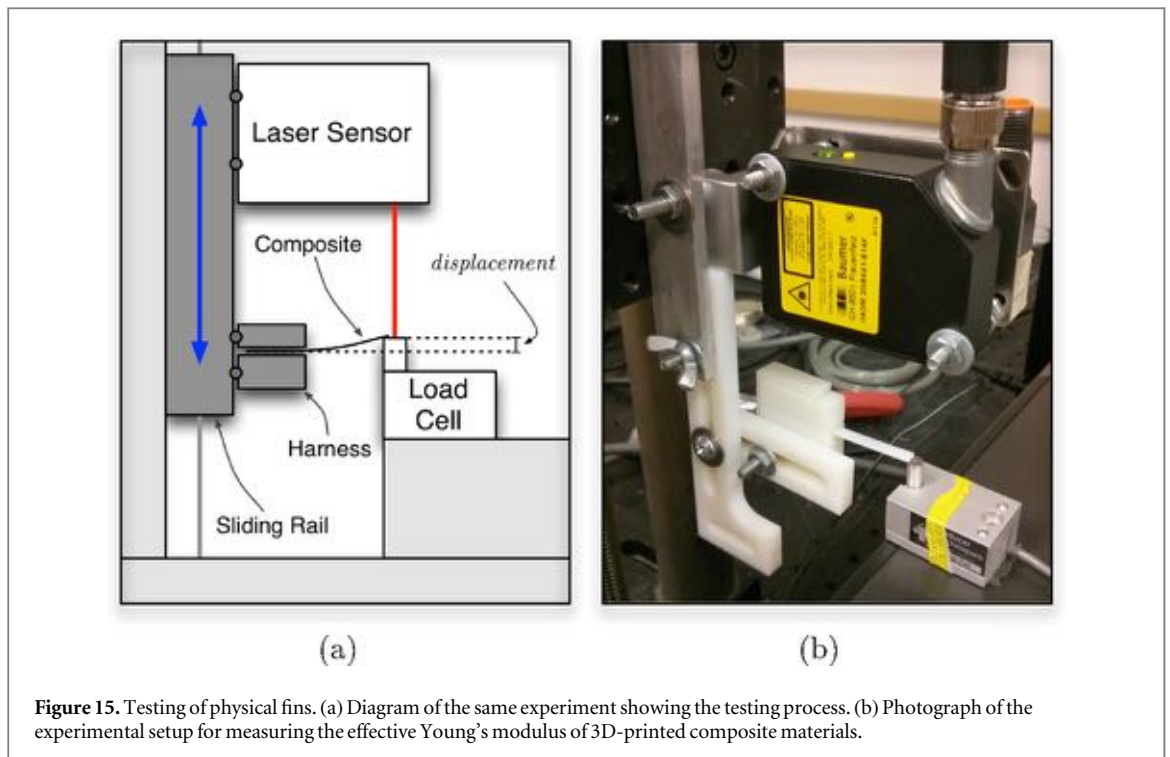 Laser Sensor
Composite
displacement
Load
Cell
Harness
Sliding Rail
Baumer
(a)
(b)
Figure 15. Testing of physical fins. (a) Diagram of the same experiment showing the testing process. (b) Photograph of the
experimental setup for measuring the effective Young's modulus of 3D-printed composite materials.